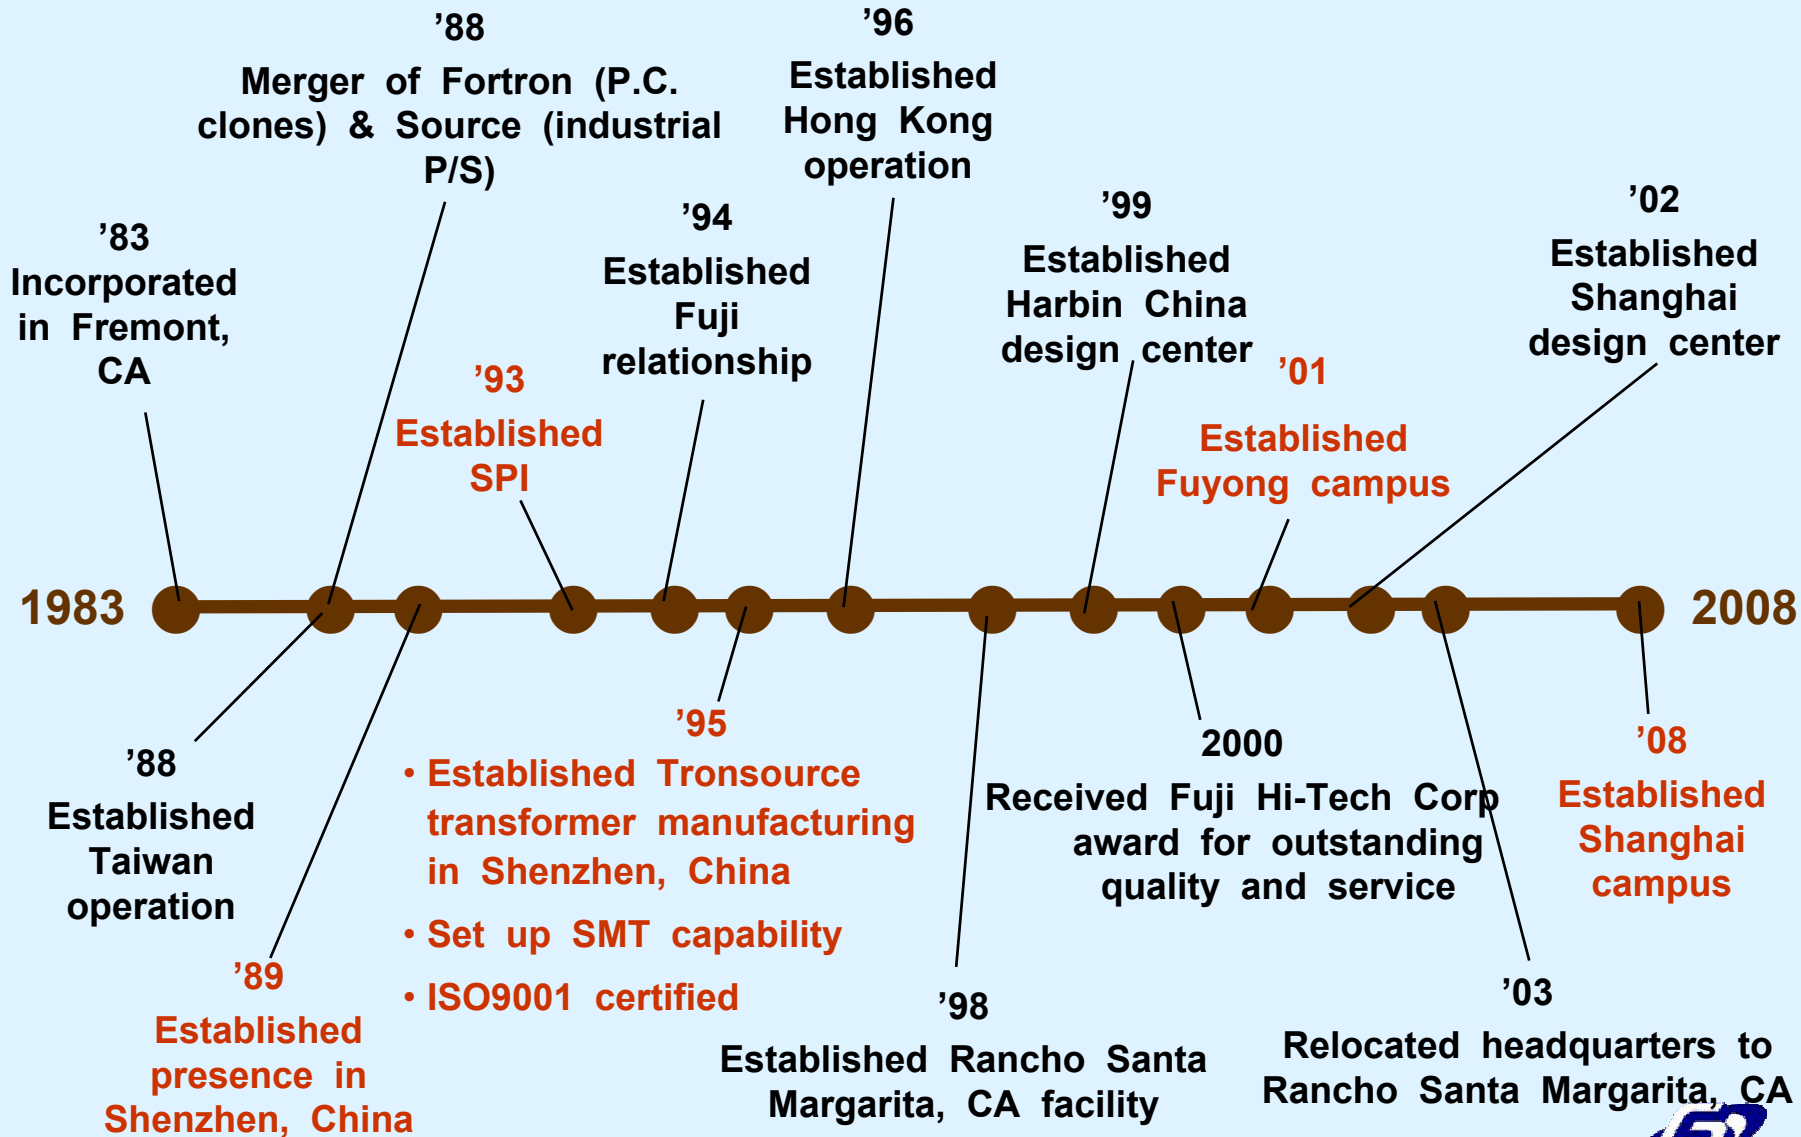 ’88
Merger of Fortron (P.C.
clones) & Source (industrial
P/S)
’96
Established
Hong Kong
operation
’83
Incorporated
in Fremont,
CA
’94
Established
Fuji
relationship
’99
Established
Harbin China
design center
’02
Established
Shanghai
design center
’93
Established
SPI
’01
Established
Fuyong campus
1983
2008
’88
Established
Taiwan
operation
’89
Established
presence in
Shenzhen, China
’95
• Established Tronsource
transformer manufacturing
in Shenzhen, China
• Set up SMT capability
• ISO9001 certified
’98
Established Rancho Santa
Margarita, CA facility
2000
Received Fuji Hi-Tech Corp
award for outstanding
quality and service
’03
Relocated headquarters to
Rancho Santa Margarita, CA
’08
Established
Shanghai
campus